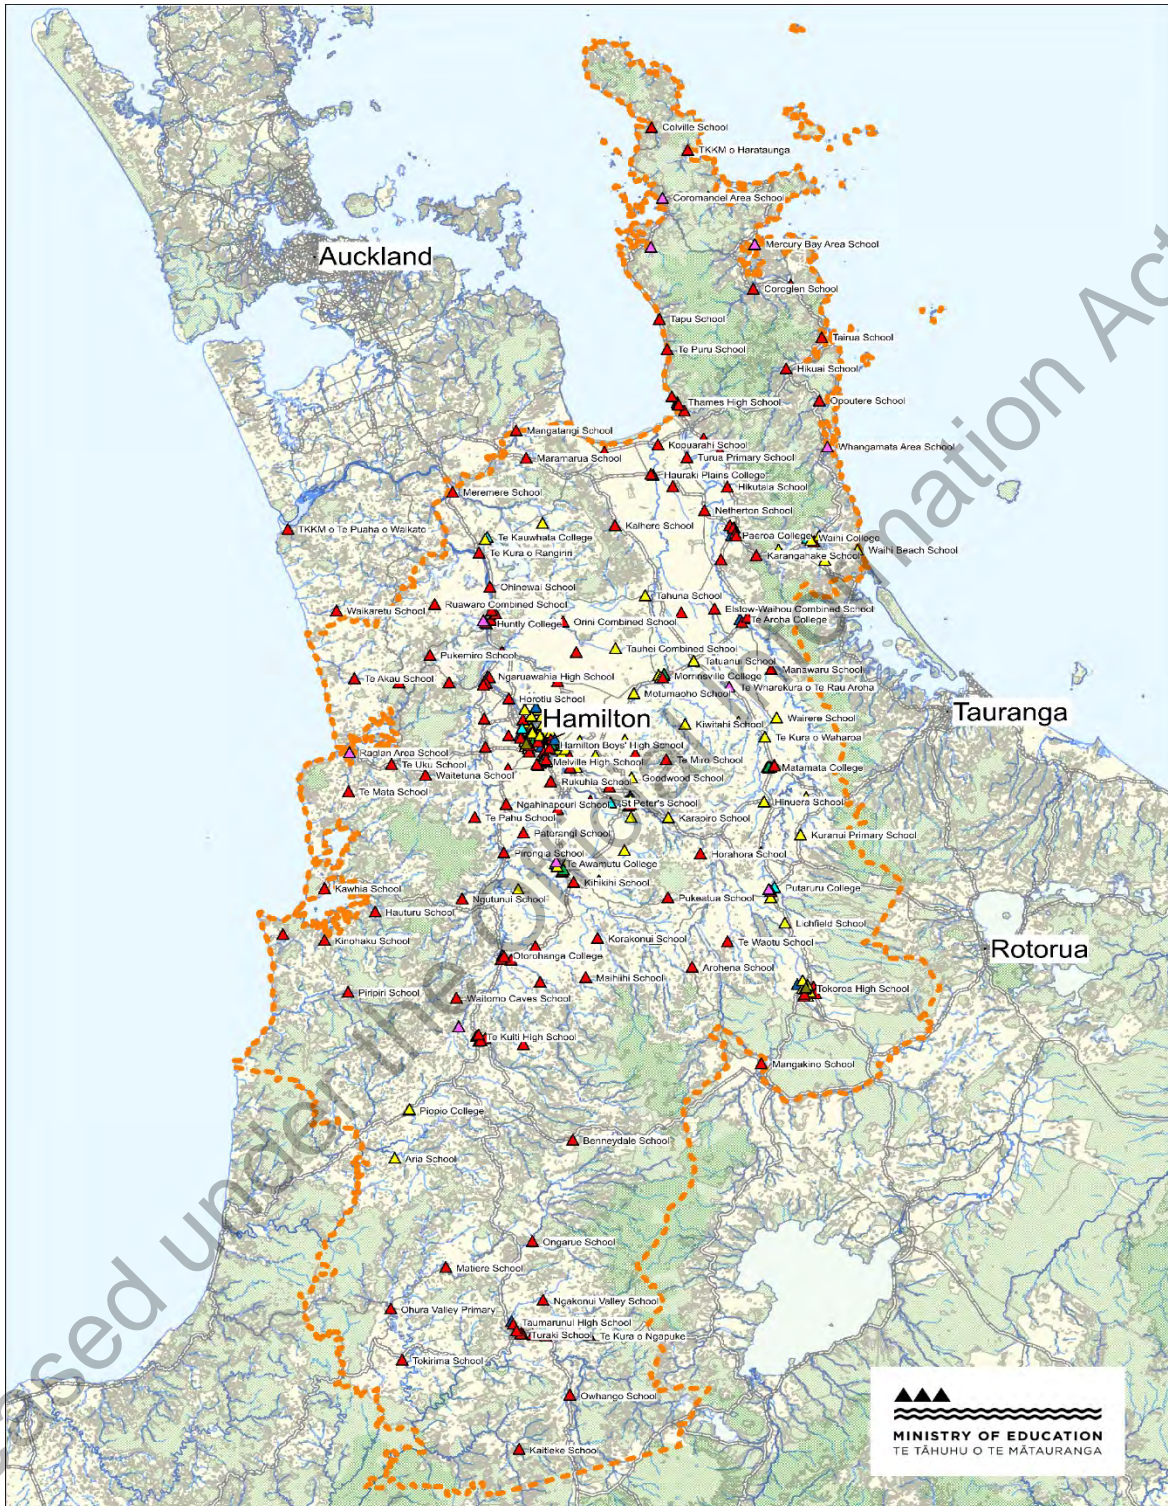 Colville School
TKKM o Harataunga
Coromandel Area School
Mercury Bay Area School
Auckland
Coroglen School
Tapu School
Tairua School
Te Puru School
Hikuai School
Thames High School
Opoutere School
Mangatangi School
Kopuarahi School
Whangamata Area School
Maramarua School
Turua Primary School
Hauraki Plains College
Meremere School
Hikutaia School
Netherton School
TKKM o Te Puaha o Waikato
Kaihere School
Te Kauwhata College
Paeroa College
Waihi College
Te Kura o Rangiriri
Karangahake School
Waihi Beach School
Ohinewai School
Tahuna School
Ruawaro Combined School
Waikaretu School
Elstow-Waihou Combined School
Huntly College
Orini Combined School
Te Aroha College
Tauhei Combined School
Pukemiro School
Tatuanui School
Manawaru School
Te Akau School
Ngaruawahia High School
Morrinsville College
Te Wharekura o Te Rau Aroha
Motumaoho School
Horotiu School
Hamilton
Kiwitahi School
Wairere School
Tauranga
Te Kura o Waharoa
Hamilton Boys' High School
Raglan Area School
Te Uku School
Melville High School
Te Miro School
Matamata College
Waitetuna School
Rukuhia School
Goodwood School
Te Mata School
Ngahinapouri School
St Peter's School
Hinuera School
Te Pahu School
Karapiro School
Paterangi School
Kuranui Primary School
Pirongia School
Horahora School
Te Awamutu College
Kihikihi School
Kawhia School
Putaruru College
Ngutunui School
Pukeatua School
Hauturu School
Lichfield School
Kinohaku School
Korakonui School
Te Waotu School
Rotorua
Otorohanga College
Arohena School
Maihiihi School
Piripiri School
Waitomo Caves School
Tokoroa High School
Te Kuiti High School
Mangakino School
Piopio College
Benneydale School
Aria School
Ongarue School
Matiere School
Ngakonui Valley School
Ohura Valley Primary
Taumarunui High School
Turaki School
Te Kura o Ngapuke
Tokirima School
Owhango School
Kaitieke School
MINISTRY OF EDUCATION
TE TĀHUHU O TE MĀTAURANGA
ased under the Official Information Act